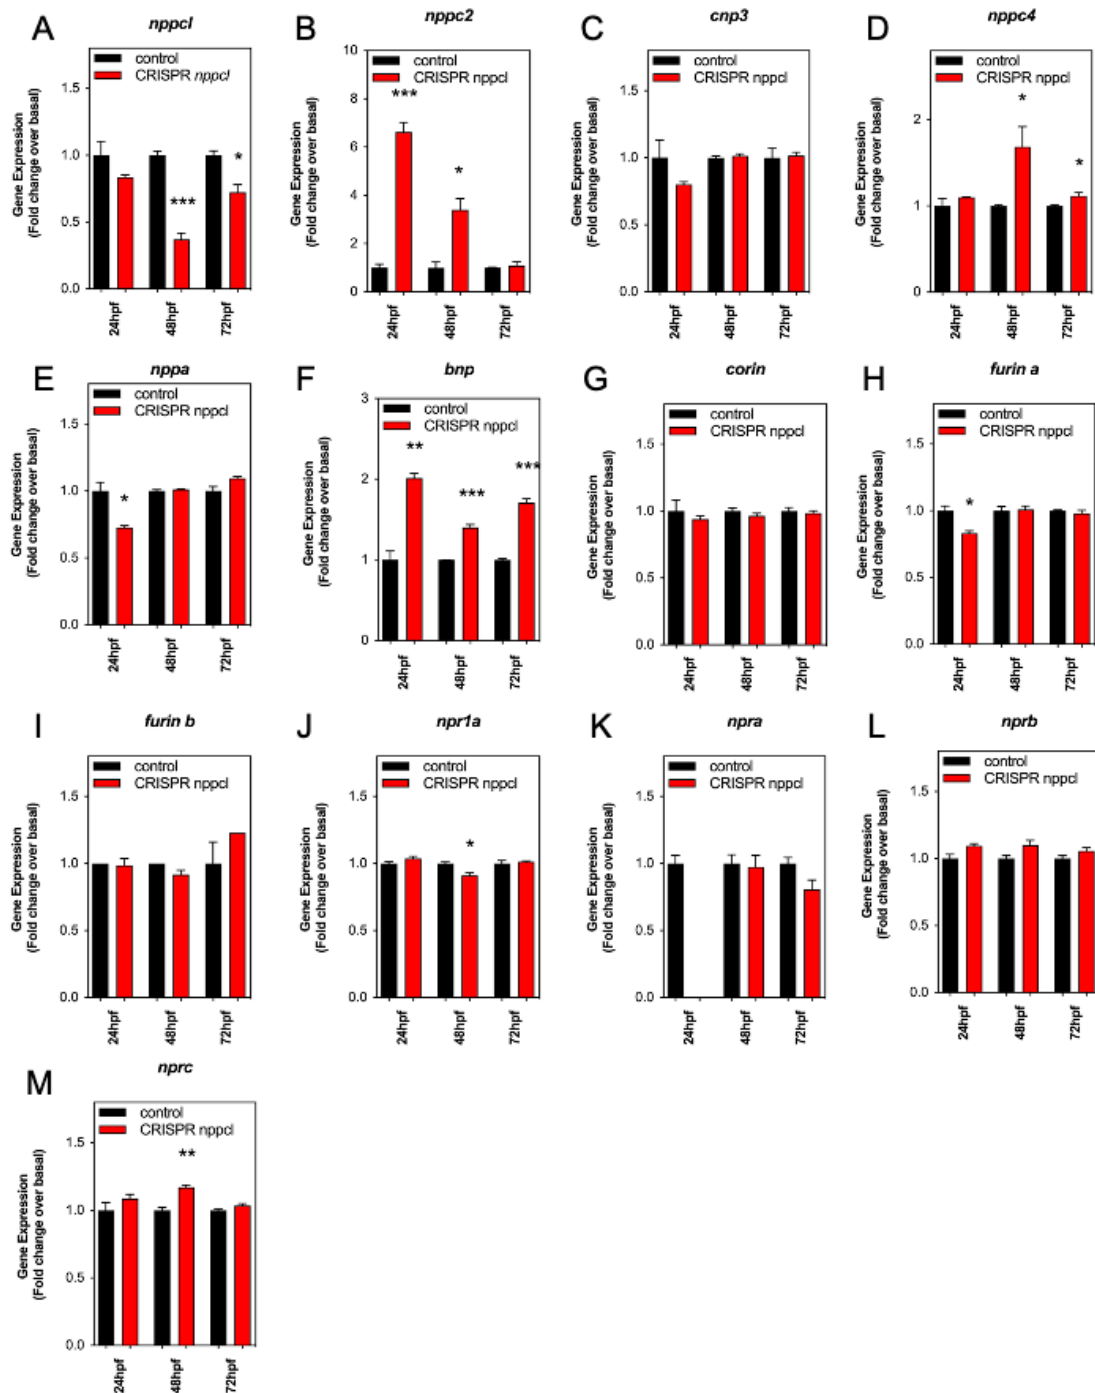 A
nppcl
control
CRISPR nppcl
Gene Expression
(Fold change over basal)
1.5
1.0
0.5
0.0
***
*
24hpf
48hpf
72hpf
B
nppc2
control
CRISPR nppcl
Gene Expression
(Fold change over basal)
10
8
6
4
2
0
***
*
24hpf
48hpf
72hpf
C
cnp3
control
CRISPR nppcl
Gene Expression
(Fold change over basal)
1.5
1.0
0.5
0.0
24hpf
48hpf
72hpf
D
nppc4
control
CRISPR nppcl
Gene Expression
(Fold change over basal)
2
1
0
*
*
24hpf
48hpf
72hpf
E
nppa
control
CRISPR nppcl
Gene Expression
(Fold change over basal)
1.5
1.0
0.5
0.0
*
24hpf
48hpf
72hpf
F
bnp
control
CRISPR nppcl
Gene Expression
(Fold change over basal)
3
2
1
0
**
***
***
24hpf
48hpf
72hpf
G
corin
control
CRISPR nppcl
Gene Expression
(Fold change over basal)
1.5
1.0
0.5
0.0
24hpf
48hpf
72hpf
H
furin a
control
CRISPR nppcl
Gene Expression
(Fold change over basal)
1.5
1.0
0.5
0.0
*
24hpf
48hpf
72hpf
I
furin b
control
CRISPR nppcl
Gene Expression
(Fold change over basal)
1.5
1.0
0.5
0.0
24hpf
48hpf
72hpf
J
npr1a
control
CRISPR nppcl
Gene Expression
(Fold change over basal)
1.5
1.0
0.5
0.0
*
24hpf
48hpf
72hpf
K
npra
control
CRISPR nppcl
Gene Expression
(Fold change over basal)
1.5
1.0
0.5
0.0
24hpf
48hpf
72hpf
L
nprb
control
CRISPR nppcl
Gene Expression
(Fold change over basal)
1.5
1.0
0.5
0.0
24hpf
48hpf
72hpf
M
nprc
control
CRISPR nppcl
Gene Expression
(Fold change over basal)
1.5
1.0
0.5
0.0
**
24hpf
48hpf
72hpf